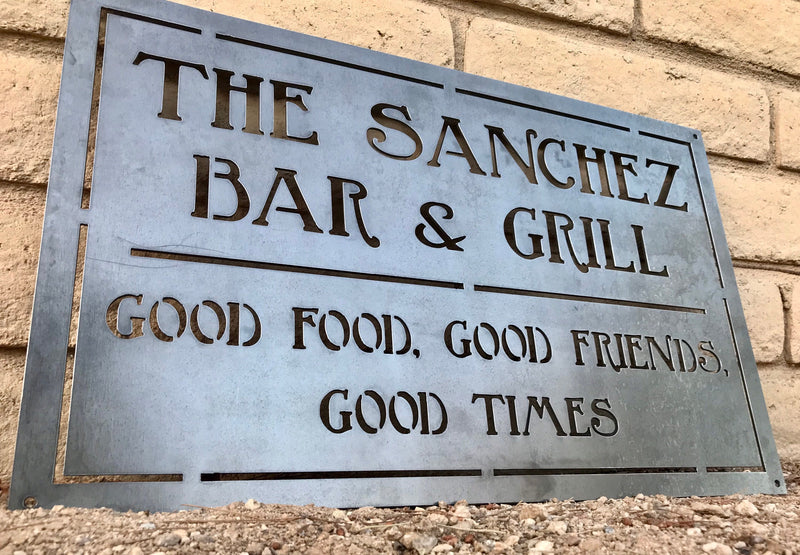 THE SANCHEZ
BAR & GRILL
GOOD FOOD, GOOD FRIENDS,
GOOD TIMES